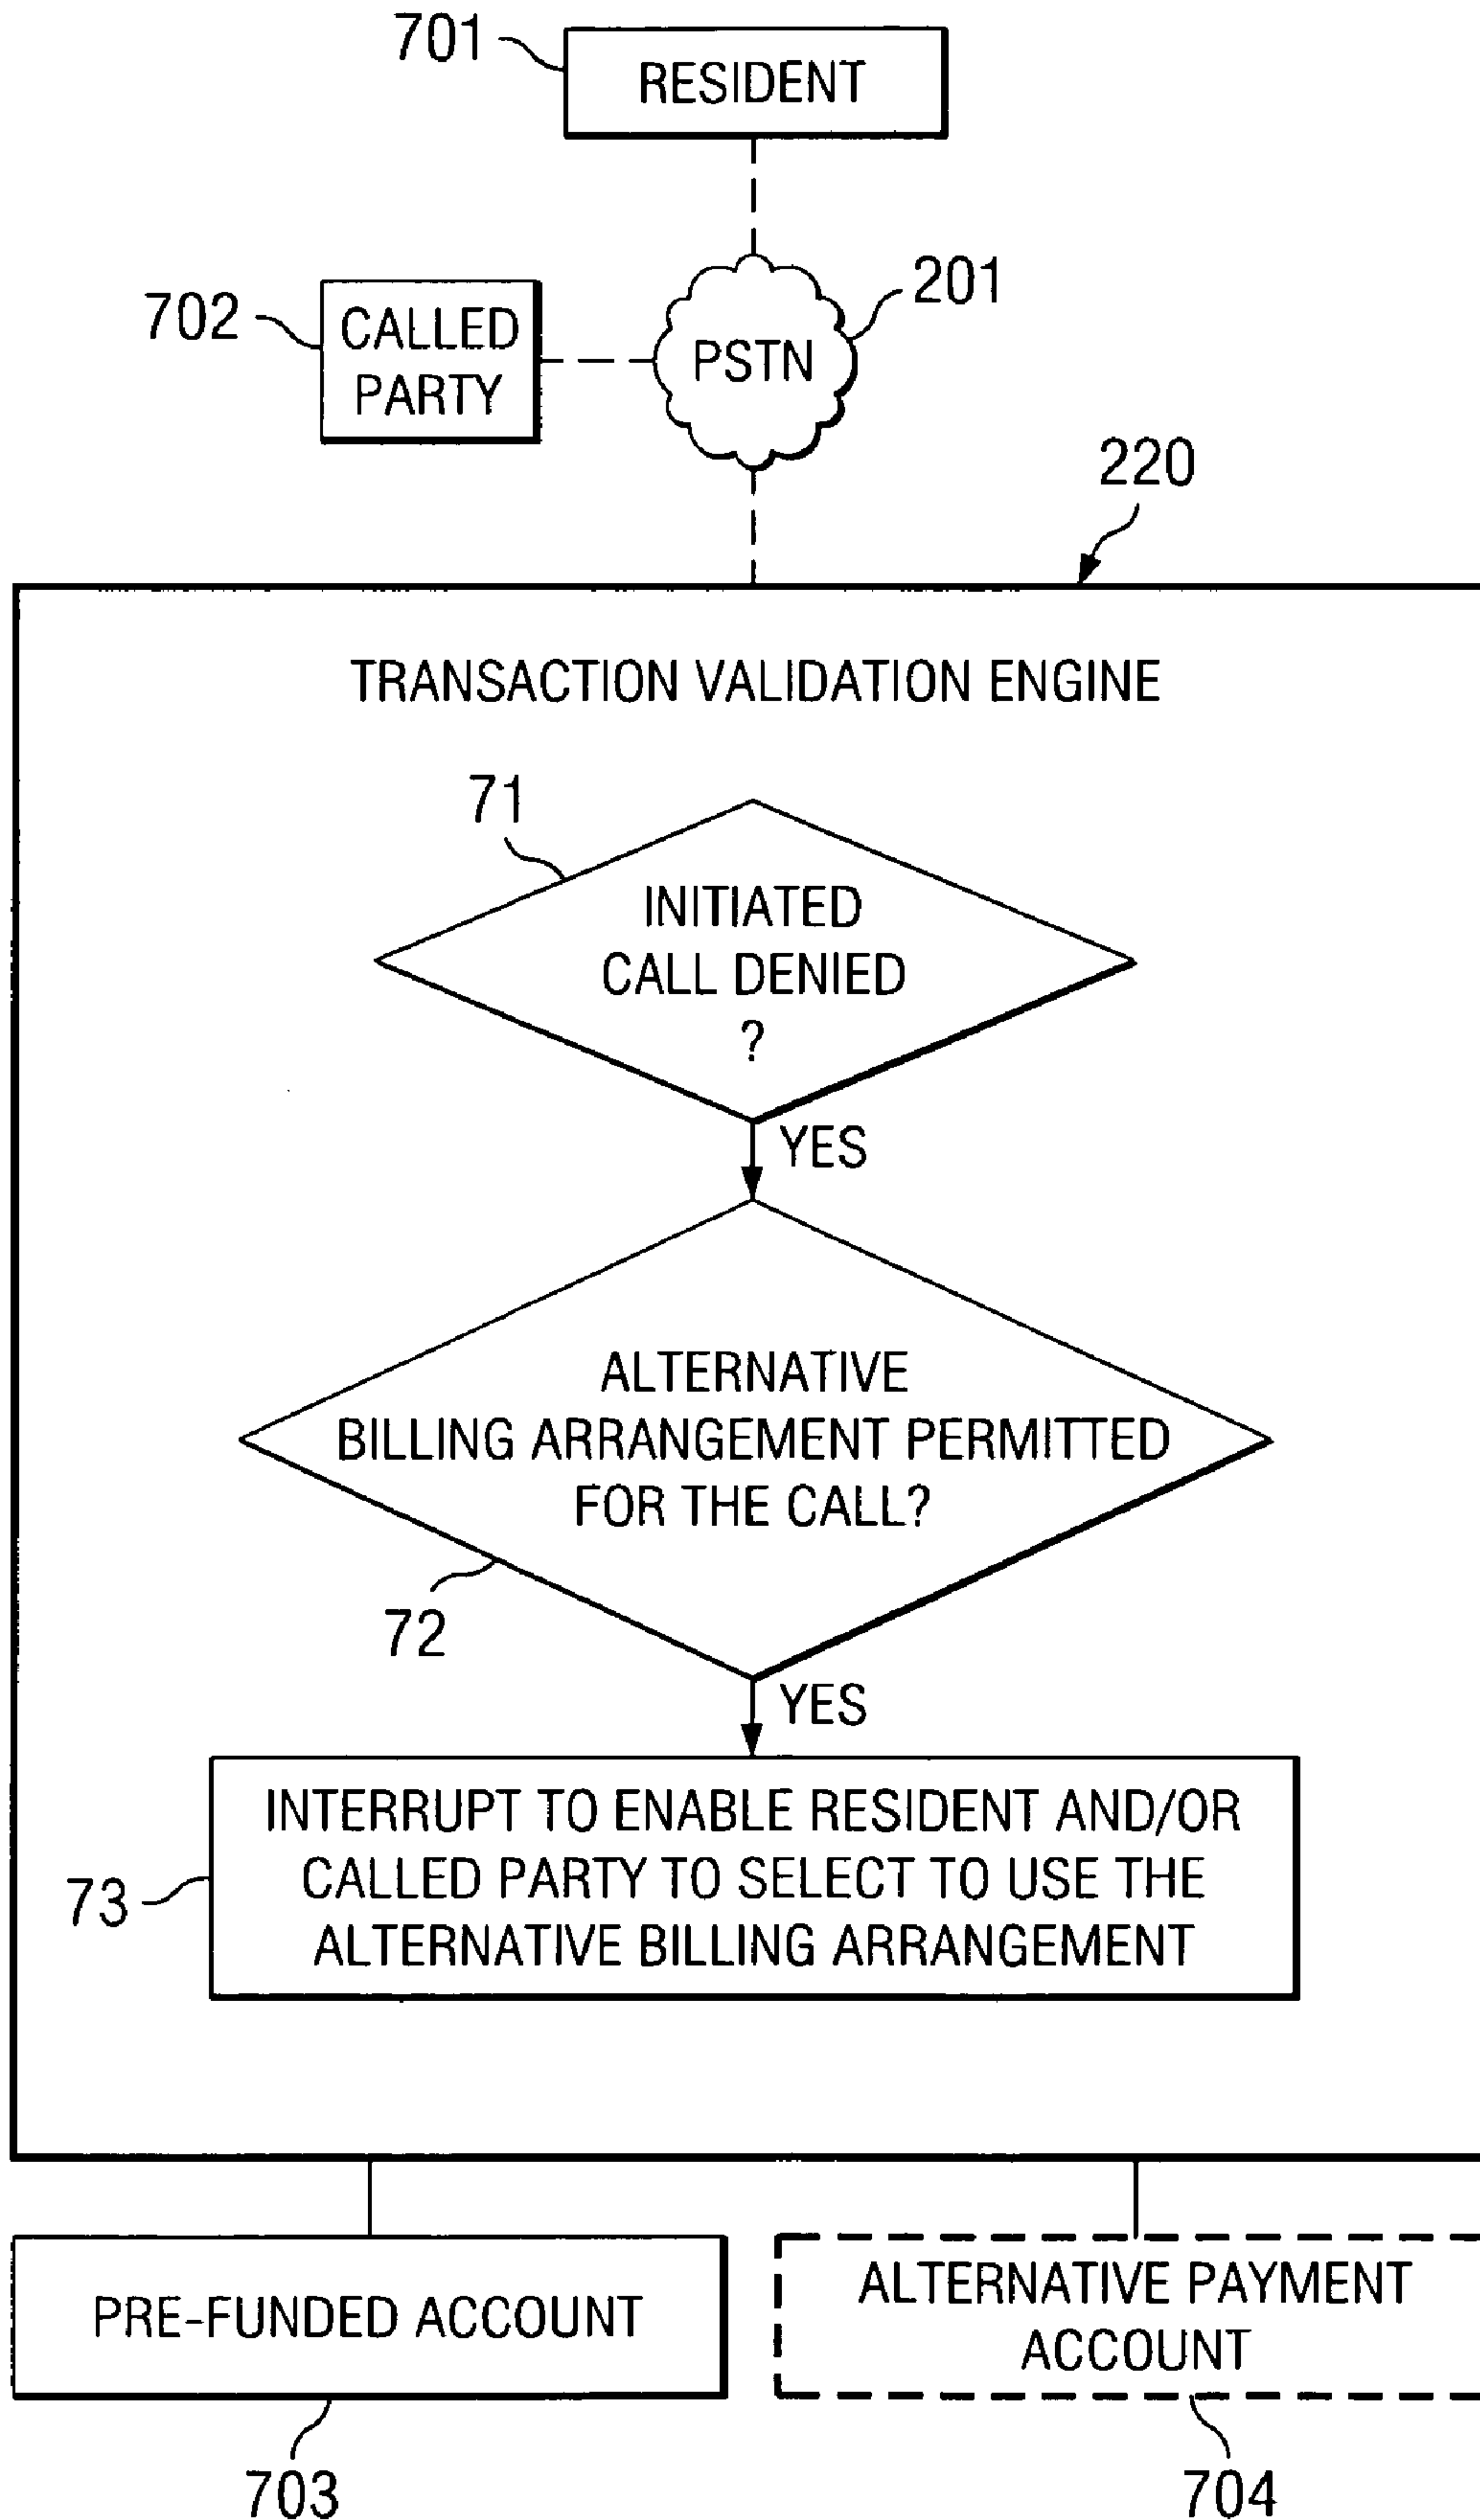 701
RESIDENT
702
CALLED
PARTY
PSTN
201
220
TRANSACTION VALIDATION ENGINE
71
INITIATED
CALL DENIED
?
YES
ALTERNATIVE
BILLING ARRANGEMENT PERMITTED
FOR THE CALL?
72
YES
73
INTERRUPT TO ENABLE RESIDENT AND/OR
CALLED PARTY TO SELECT TO USE THE
ALTERNATIVE BILLING ARRANGEMENT
PRE-FUNDED ACCOUNT
ALTERNATIVE PAYMENT
ACCOUNT
703
704